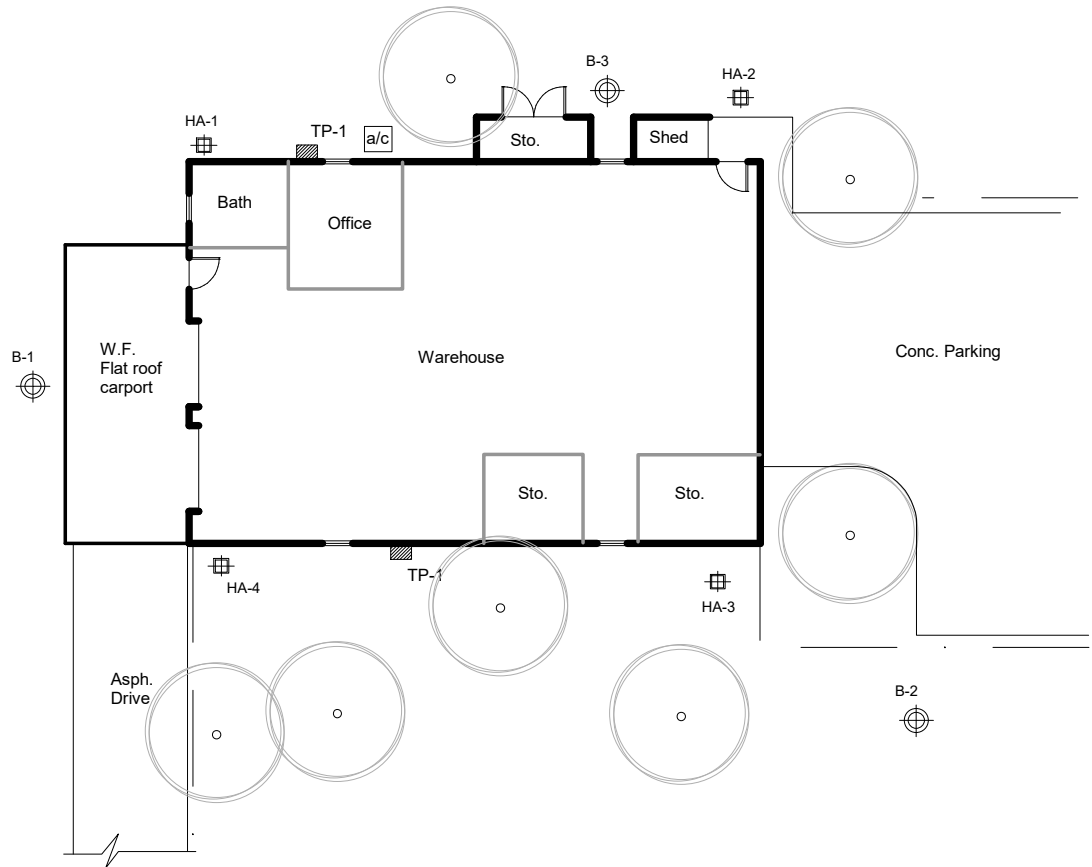 B-3
HA-2
HA-1
TP-1
a/c
Sto.
Shed
Bath
Office
W.F.
Flat roof
carport
B-1
Warehouse
Conc. Parking
Sto.
Sto.
HA-4
TP-1
HA-3
Asph.
Drive
B-2